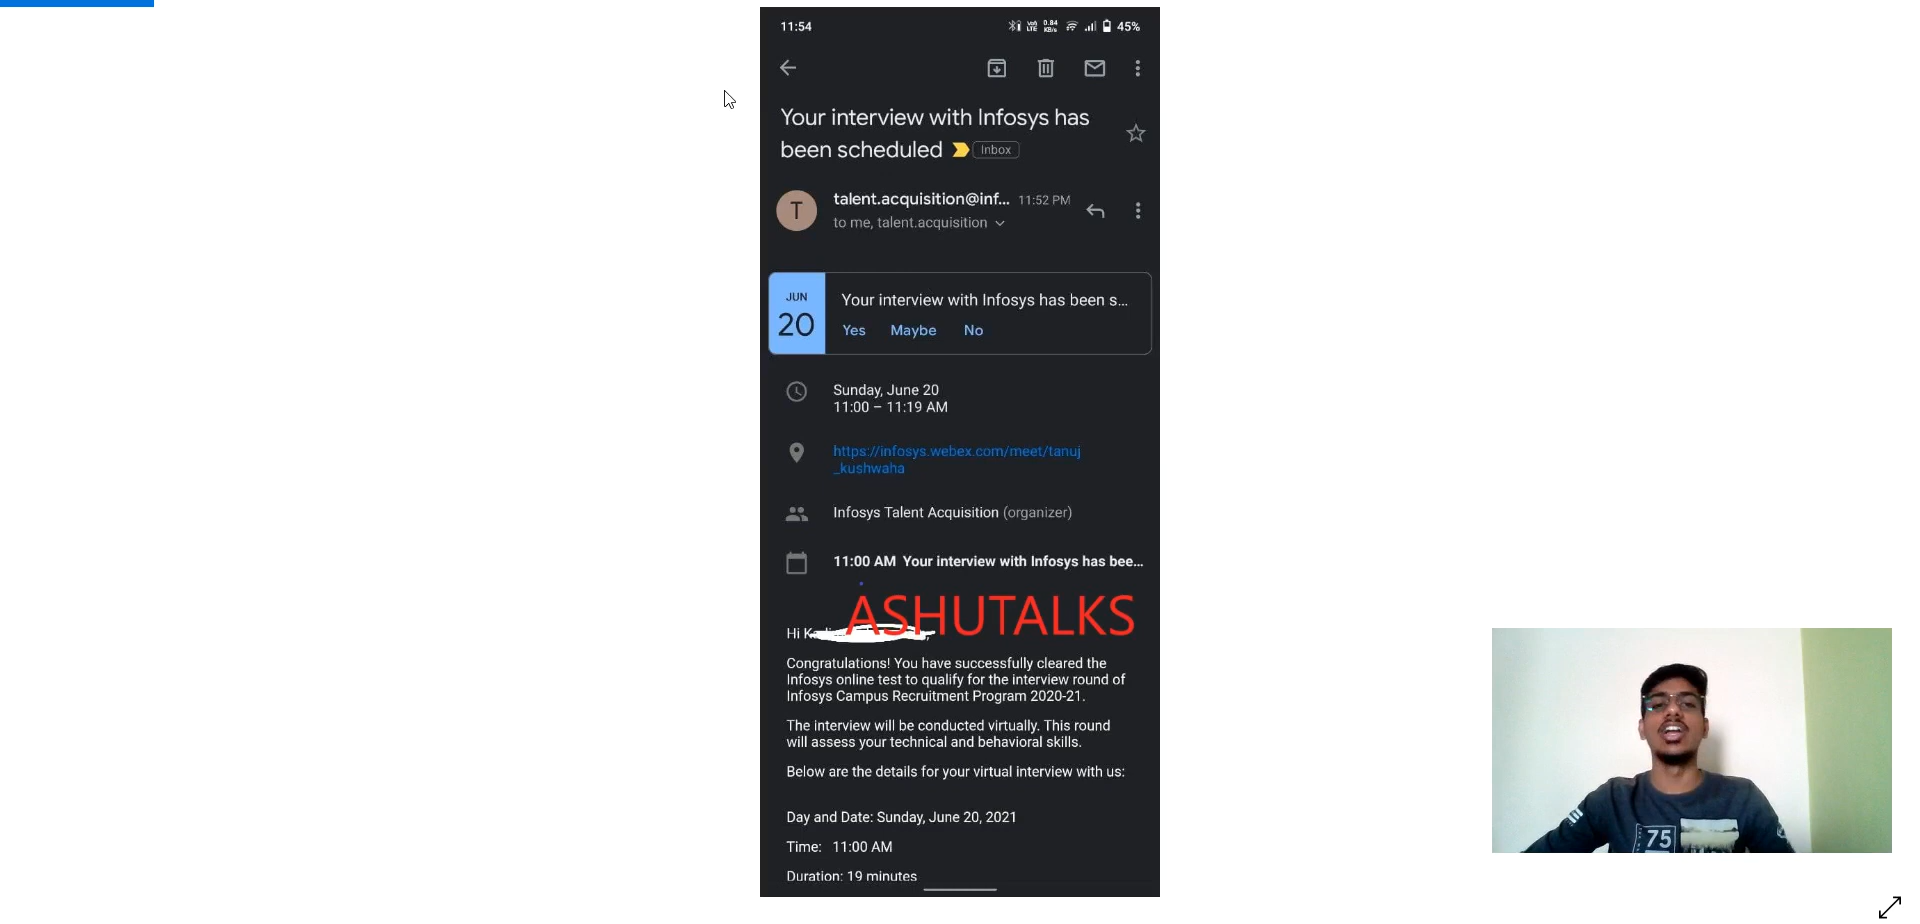 11:54
Vo) LTE 0.84 KB/s 45%
Your interview with Infosys has
been scheduled Inbox
T
talent.acquisition@inf... 11:52 PM
to me, talent.acquisition
JUN
20
Your interview with Infosys has been s...
Yes Maybe No
Sunday, June 20
11:00 – 11:19 AM
https://infosys.webex.com/meet/tanuj
_kushwaha
Infosys Talent Acquisition (organizer)
11:00 AM Your interview with Infosys has bee...
ASHUTALKS
Hi
Congratulations! You have successfully cleared the
Infosys online test to qualify for the interview round of
Infosys Campus Recruitment Program 2020-21.
The interview will be conducted virtually. This round
will assess your technical and behavioral skills.
Below are the details for your virtual interview with us:
Day and Date: Sunday, June 20, 2021
Time: 11:00 AM
Duration: 19 minutes
75